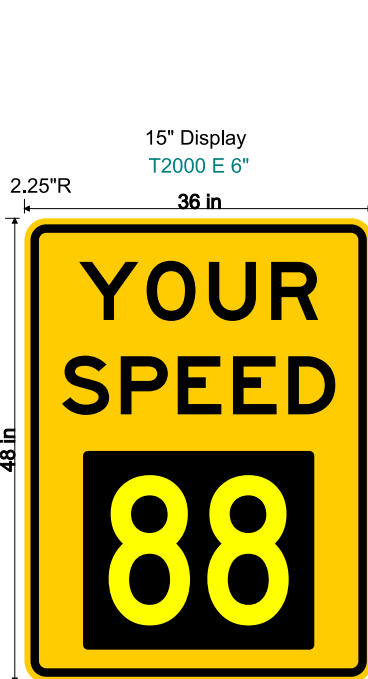 15" Display
T2000 E 6"
2.25"R
36 in
48 in
YOUR
SPEED
88